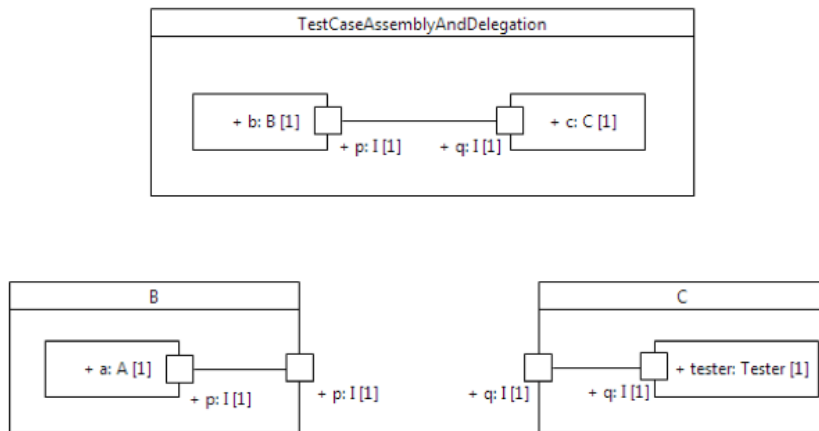 TestCaseAssemblyAndDelegation
+ b: B [1]
+ c: C [1]
+ p: I [1]
+ q: I [1]
B
C
+ a: A [1]
+ tester: Tester [1]
+ p: I [1]
+ p: I [1]
+ q: I [1]
+ q: I [1]